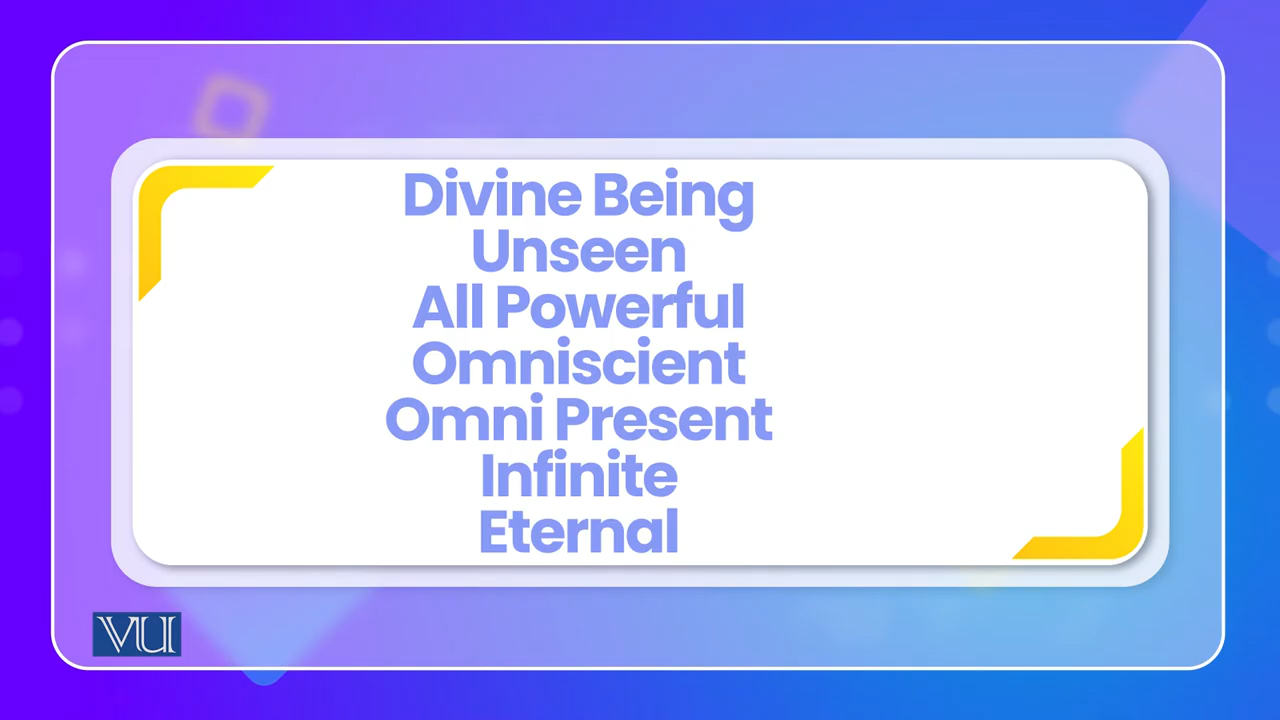 Divine Being
Unseen
All Powerful
Omniscient
Omni Present
Infinite
Eternal
VU